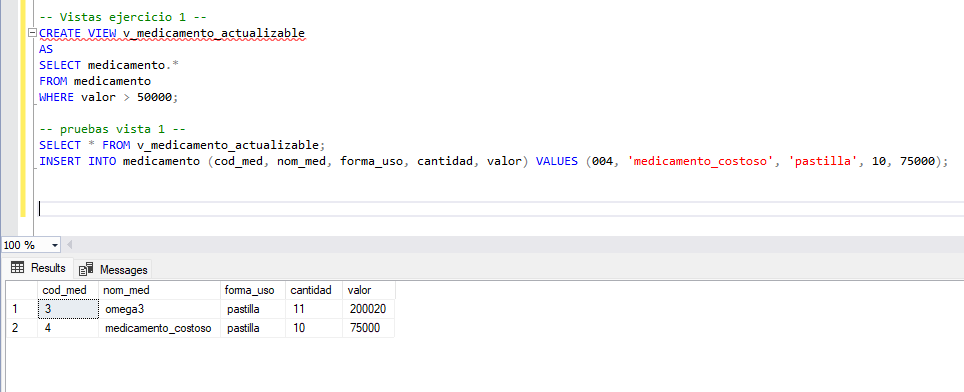 -- Vistas ejercicio 1 --
CREATE VIEW v_medicamento_actualizable
AS
SELECT medicamento.*
FROM medicamento
WHERE valor > 50000;
-- pruebas vista 1 --
SELECT * FROM v_medicamento_actualizable;
INSERT INTO medicamento (cod_med, nom_med, forma_uso, cantidad, valor) VALUES (004, 'medicamento_costoso', 'pastilla', 10, 75000);
100 %
Results Messages
cod_med nom_med forma_uso cantidad valor
1 3 omega3 pastilla 11 200020
2 4 medicamento_costoso pastilla 10 75000